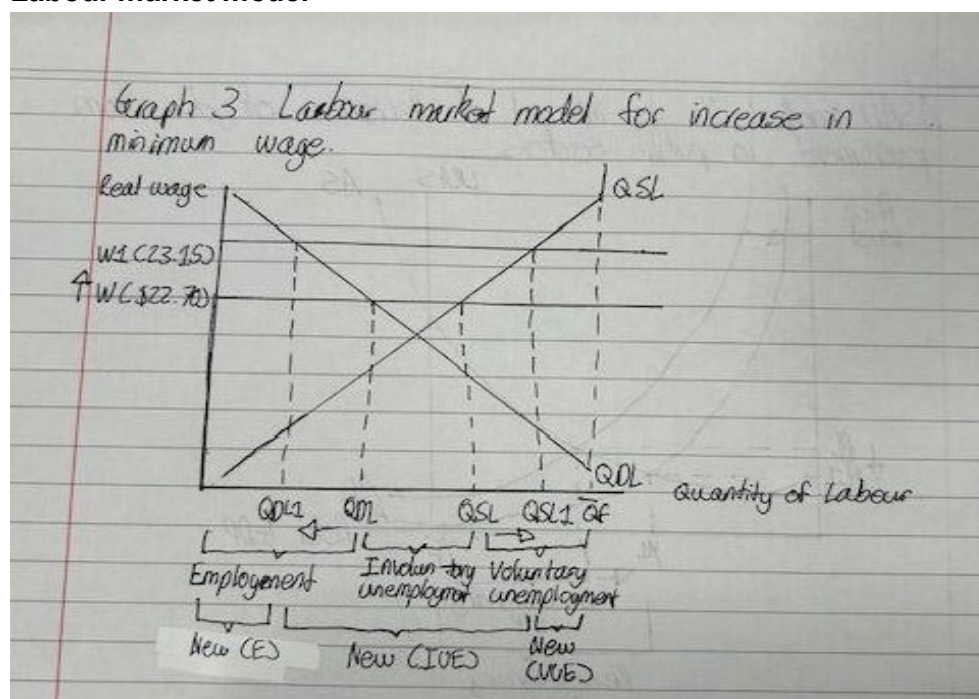 Labour market model
Graph 3 Laabour market model for increase in
minimum wage.
Real wage
QSL
W1 (23.15)
W ($22.70)
QDL
Quantity of Labour
QDL1 QDL QSL QSL1 Qf
Employement Involuntary Voluntary
unemployment unemployment
New (E) New (IUE) New
(VUE)